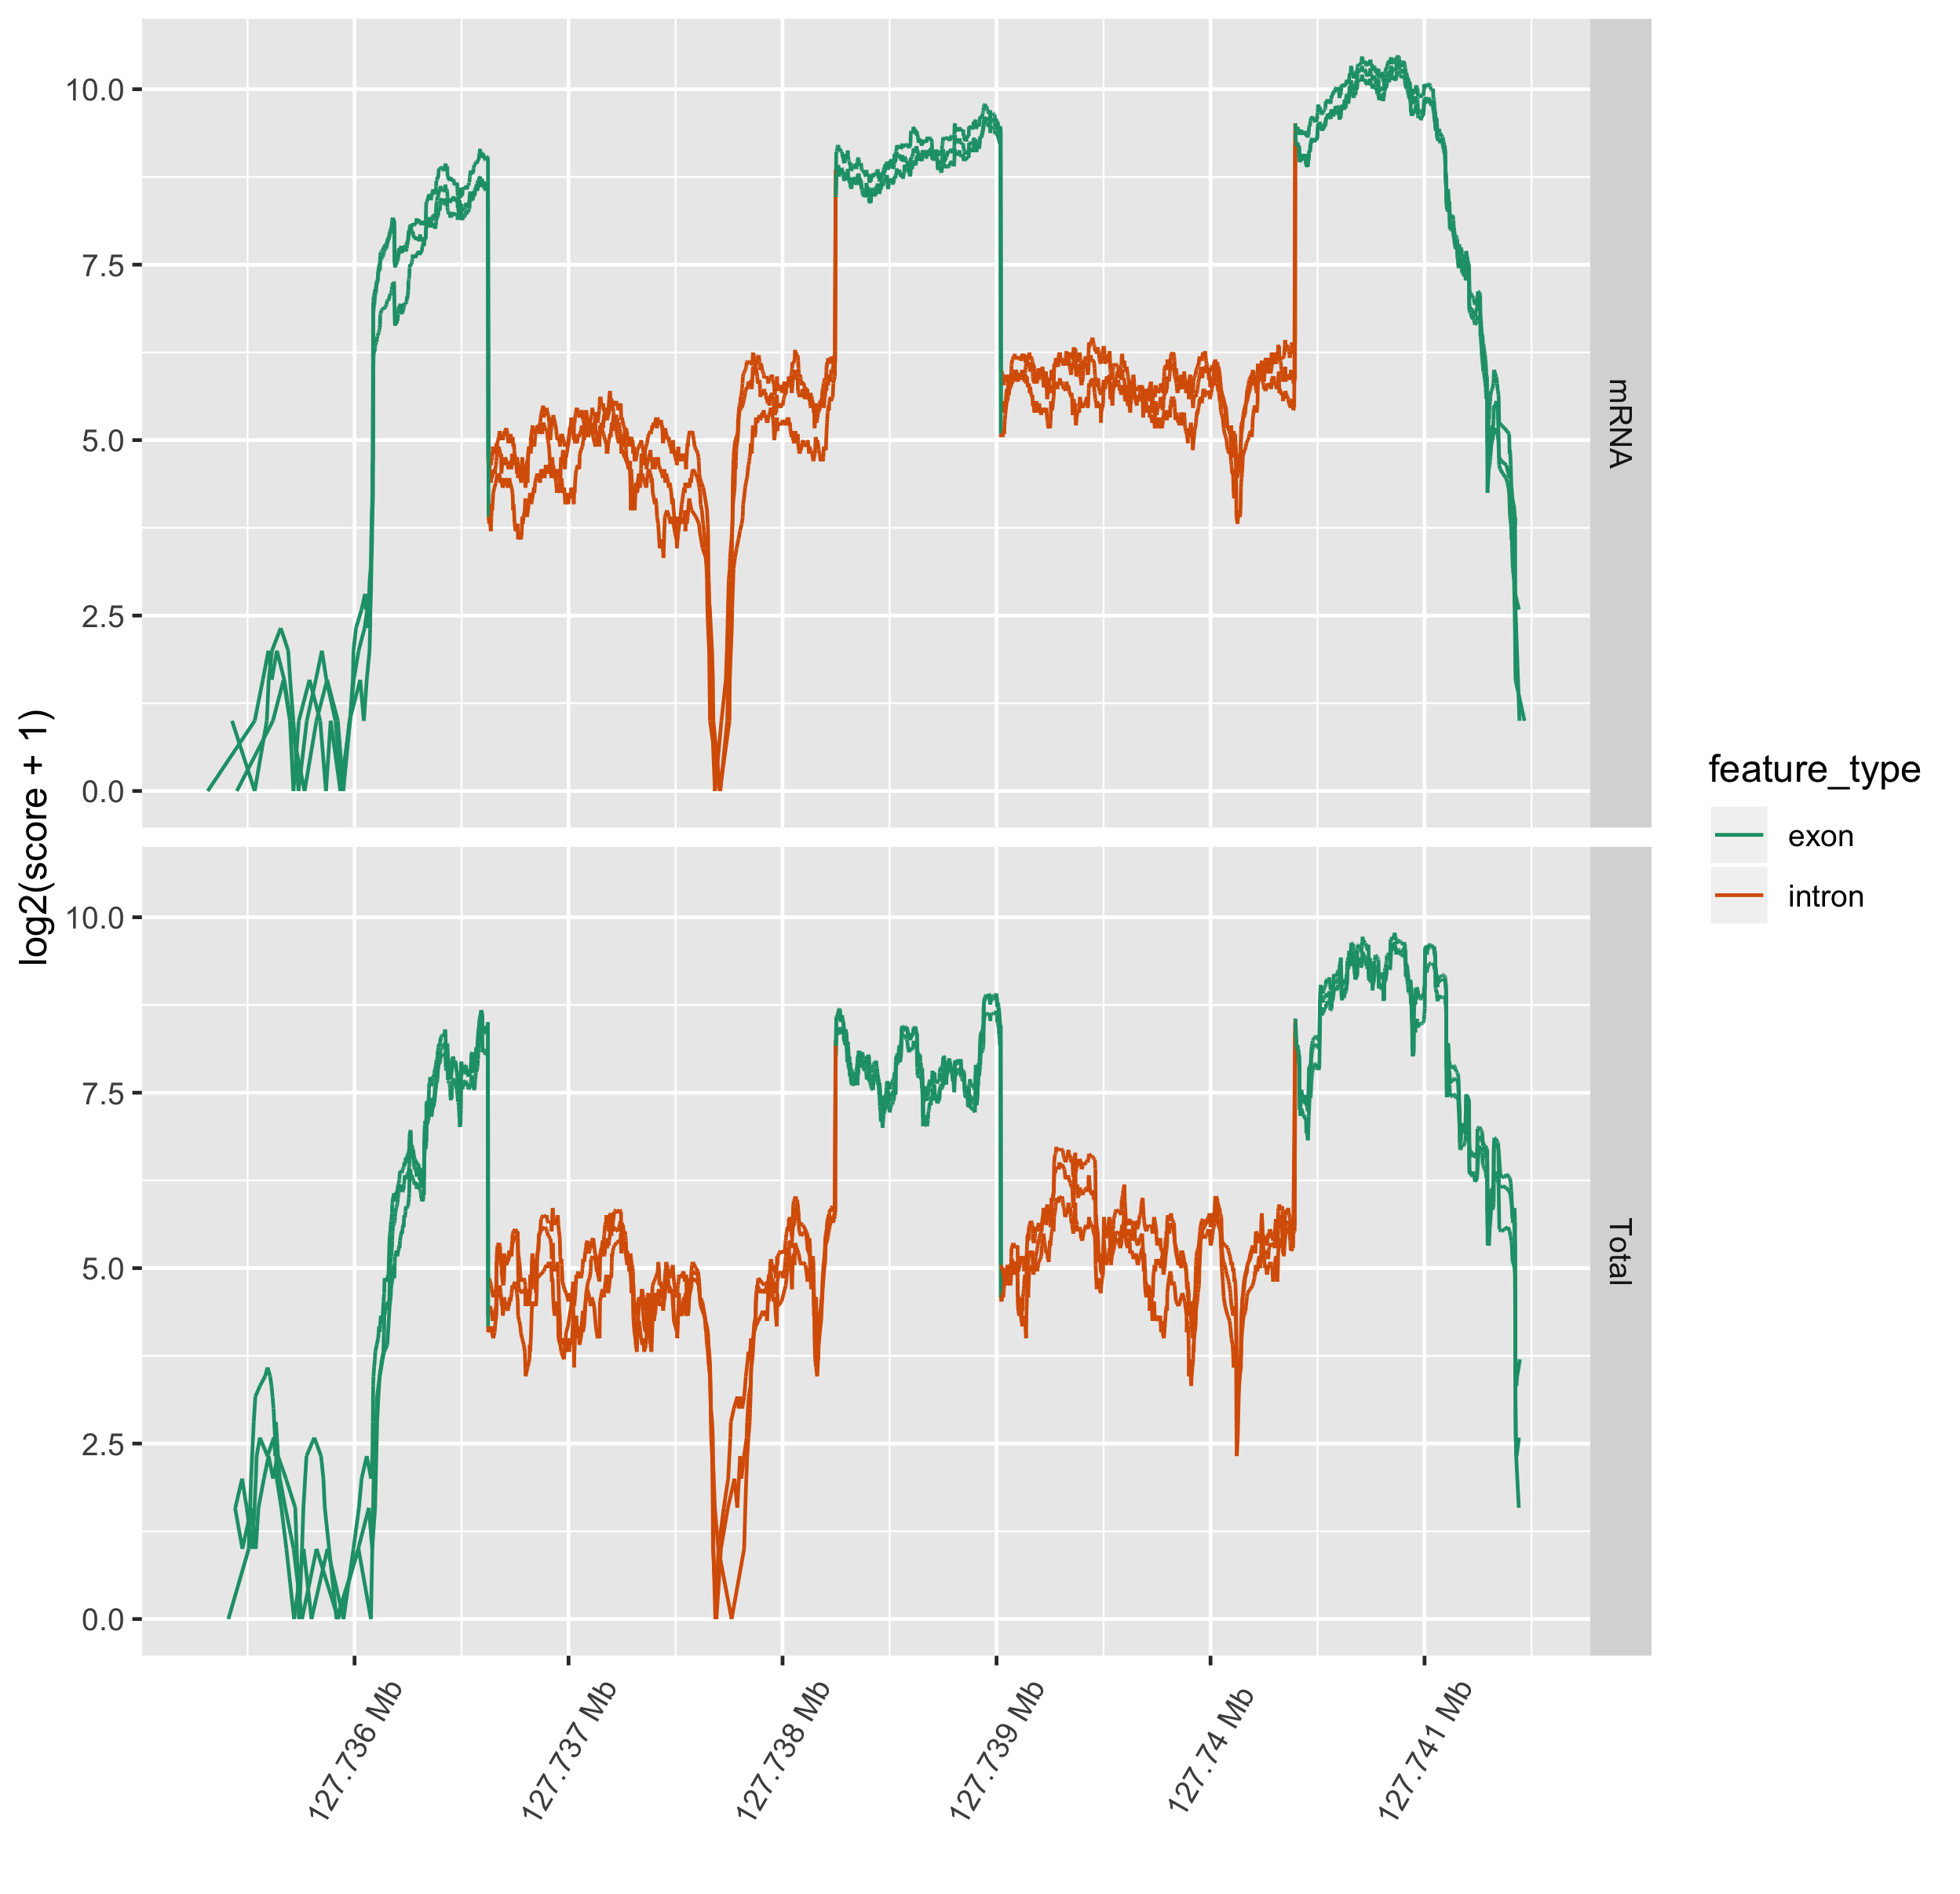 log2(score + 1)
10.0
7.5
5.0
2.5
0.0
mRNA
10.0
7.5
5.0
2.5
0.0
Total
127.736 Mb
127.737 Mb
127.738 Mb
127.739 Mb
127.74 Mb
127.741 Mb
feature_type
exon
intron